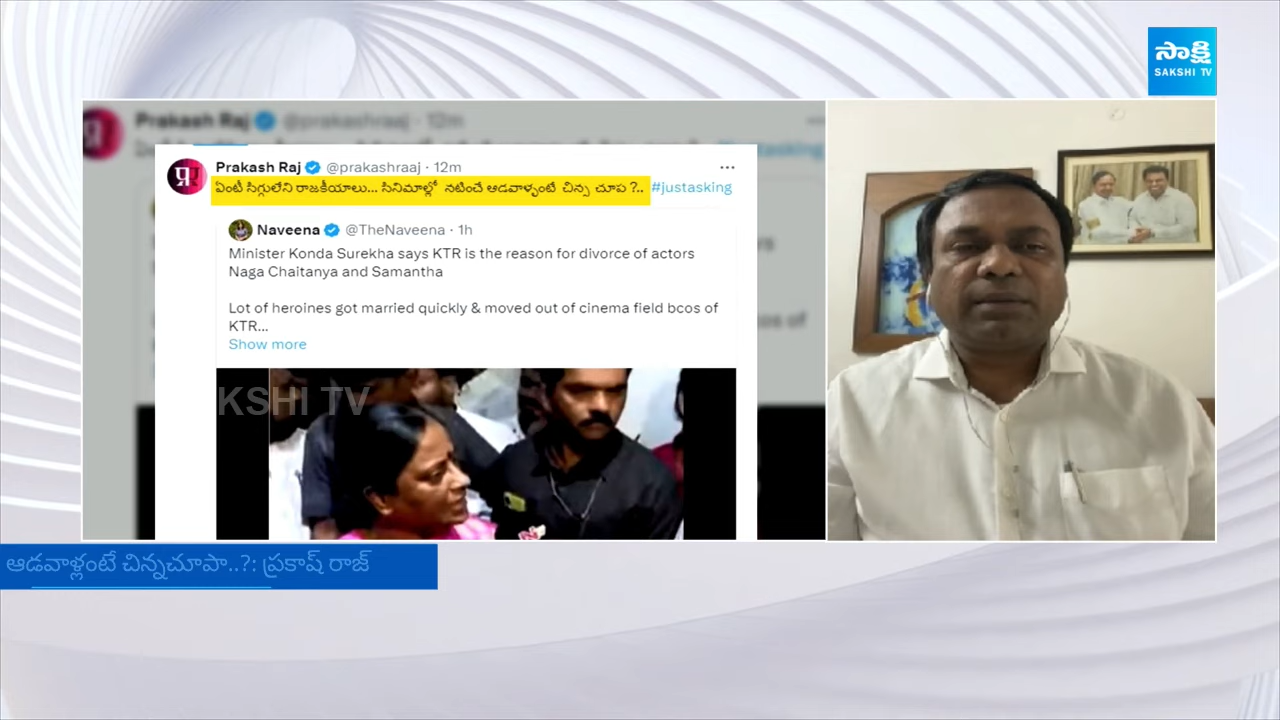 సాక్షి
SAKSHI TV
Prakash Raj @prakashraaj · 12m
Prakash Raj @prakashraaj · 12m
ఏంటీ సిగ్గులేని రాజకీయాలు... సినిమాల్లో నటించే ఆడవాళ్ళంటే చిన్న చూప ?.. #justasking
Naveena @TheNaveena · 1h
Minister Konda Surekha says KTR is the reason for divorce of actors
Naga Chaitanya and Samantha
Lot of heroines got married quickly & moved out of cinema field bcos of
KTR...
Show more
KSHI TV
ఆడవాళ్లంటే చిన్నచూపా..?: ప్రకాష్ రాజ్